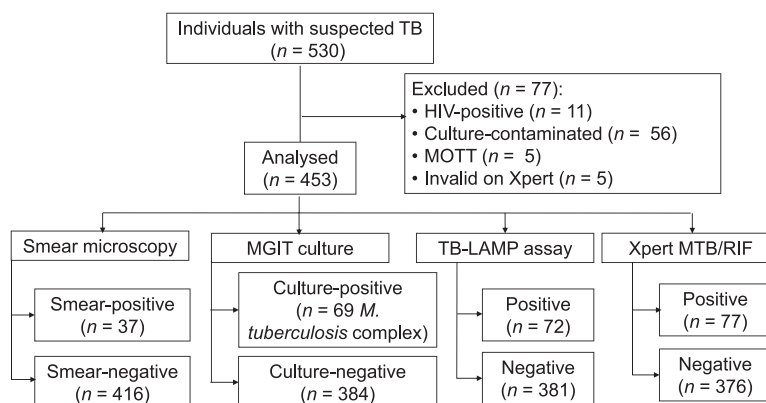 Individuals with suspected TB
(n = 530)
Excluded (n = 77):
• HIV-positive (n = 11)
• Culture-contaminated (n = 56)
• MOTT (n = 5)
• Invalid on Xpert (n = 5)
Analysed
(n = 453)
Smear microscopy
MGIT culture
TB-LAMP assay
Xpert MTB/RIF
Smear-positive
(n = 37)
Culture-positive
(n = 69 M.
tuberculosis complex)
Positive
(n = 72)
Positive
(n = 77)
Smear-negative
(n = 416)
Culture-negative
(n = 384)
Negative
(n = 381)
Negative
(n = 376)